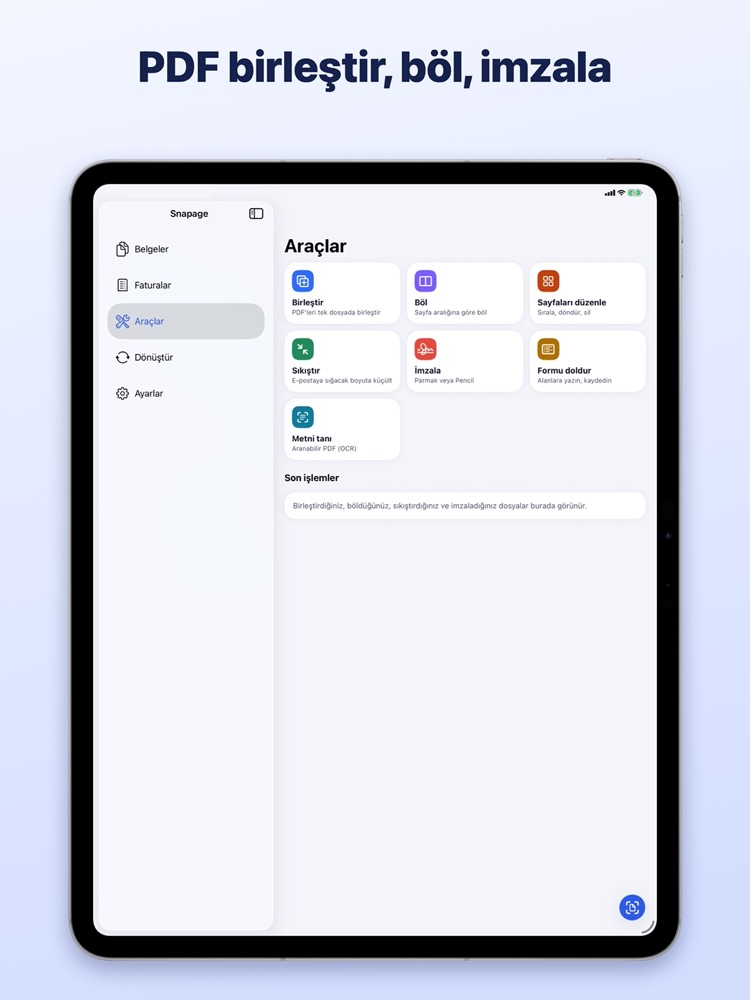 PDF birleştir, böl, imzala
Snapage
Belgeler
Faturalar
Araçlar
Dönüştür
Ayarlar
Araçlar
Birleştir
PDF'leri tek dosyada birleştir
Böl
Sayfa aralığına göre böl
Sayfaları düzenle
Sırala, döndür, sil
Sıkıştır
E-postaya sığacak boyuta küçült
İmzala
Parmak veya Pencil
Formu doldur
Alanlara yazın, kaydedin
Metni tanı
Aranabilir PDF (OCR)
Son işlemler
Birleştirdiğiniz, böldüğünüz, sıkıştırdığınız ve imzaladığınız dosyalar burada görünür.